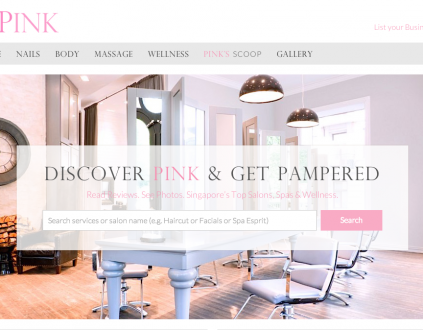 PINK
List your Busin
NAILS BODY MASSAGE WELLNESS PINK'S SCOOP GALLERY
DISCOVER PINK & GET PAMPERED
Read Reviews. See Photos. Singapore's Top Salons, Spas & Wellness.
Search services or salon name (e.g. Haircut or Facials or Spa Esprit)
Search